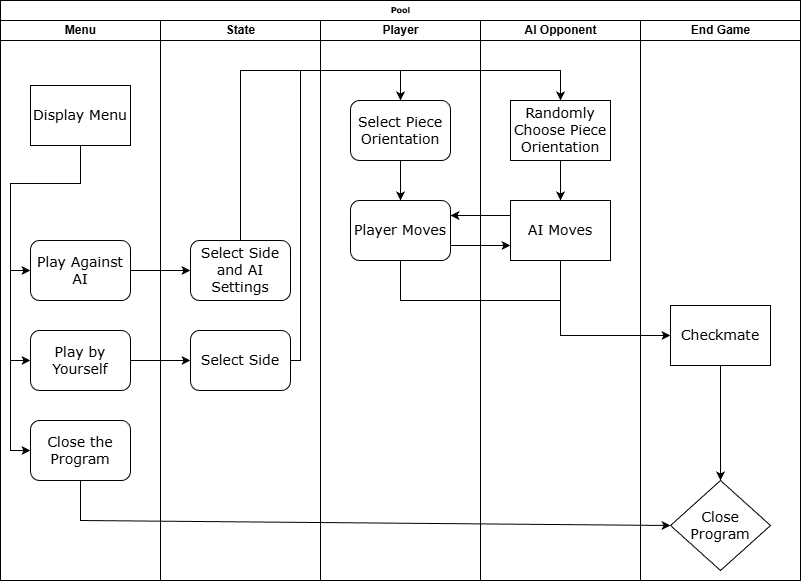 Pool
Menu
State
Player
AI Opponent
End Game
Display Menu
Select Piece
Orientation
Randomly
Choose Piece
Orientation
Player Moves
AI Moves
Play Against
AI
Select Side
and AI
Settings
Checkmate
Play by
Yourself
Select Side
Close the
Program
Close
Program